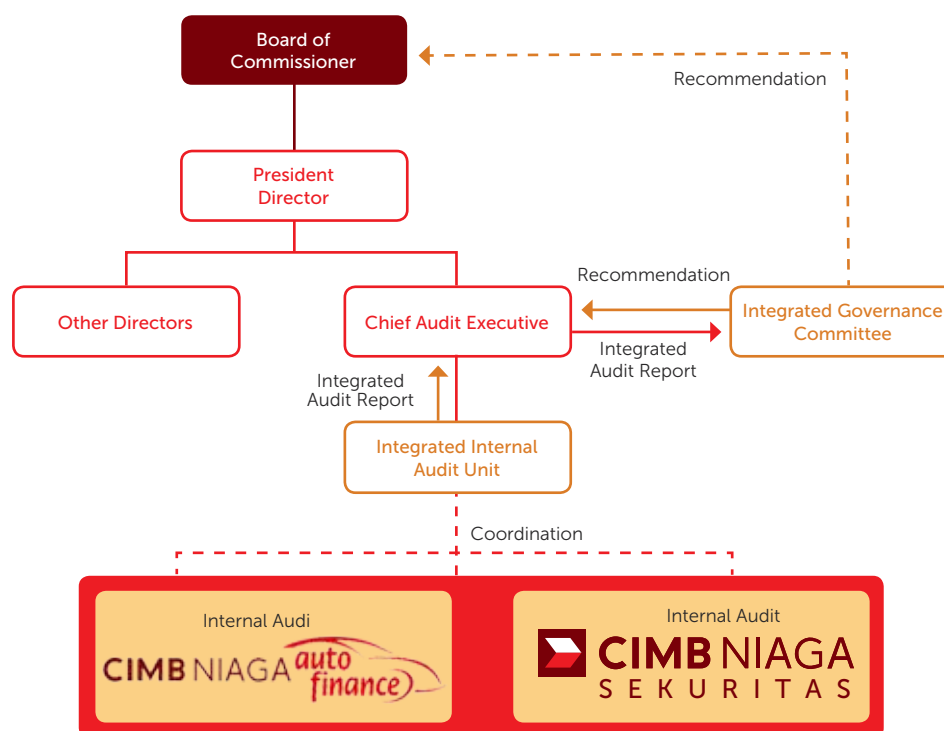 Board of
Commissioner
Recommendation
President
Director
Other Directors
Chief Audit Executive
Recommendation
Integrated Audit Report
Integrated Governance
Committee
Integrated
Audit Report
Integrated Internal
Audit Unit
Coordination
Internal Audi
CIMB NIAGA auto
finance
Internal Audit
CIMB NIAGA
SEKURITAS